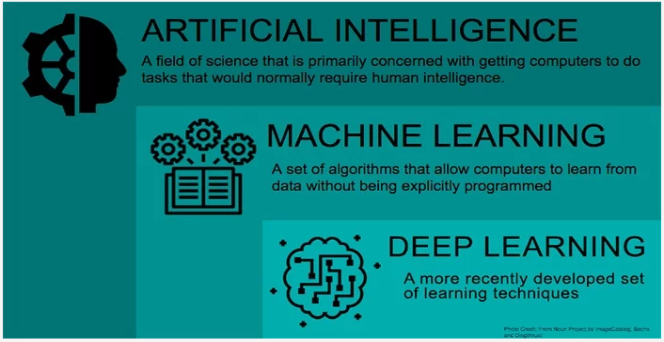 ARTIFICIAL INTELLIGENCE
A field of science that is primarily concerned with getting computers to do
tasks that would normally require human intelligence.
MACHINE LEARNING
A set of algorithms that allow computers to learn from
data without being explicitly programmed
DEEP LEARNING
A more recently developed set
of learning techniques
Photo Credit: From Noun Project by
and